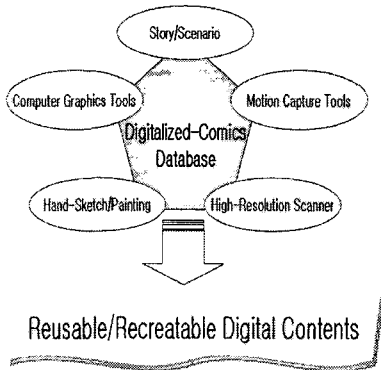 Story/Scenario
Computer Graphics Tools
Motion Capture Tools
Digitalized-Comics
Database
Hand-Sketch/Painting
High-Resolution Scanner
Reusable/Recreatable Digital Contents